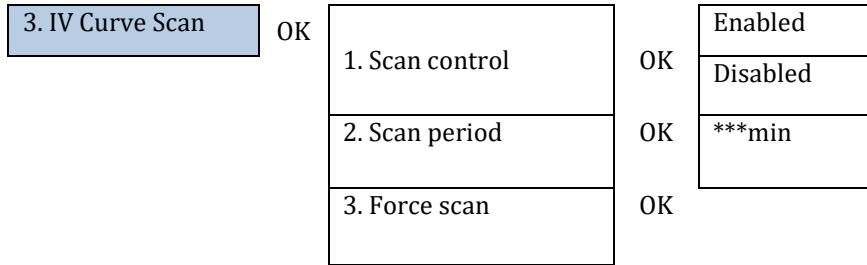 3. IV Curve Scan
OK
1. Scan control
OK
Enabled
Disabled
2. Scan period
OK
***min
3. Force scan
OK